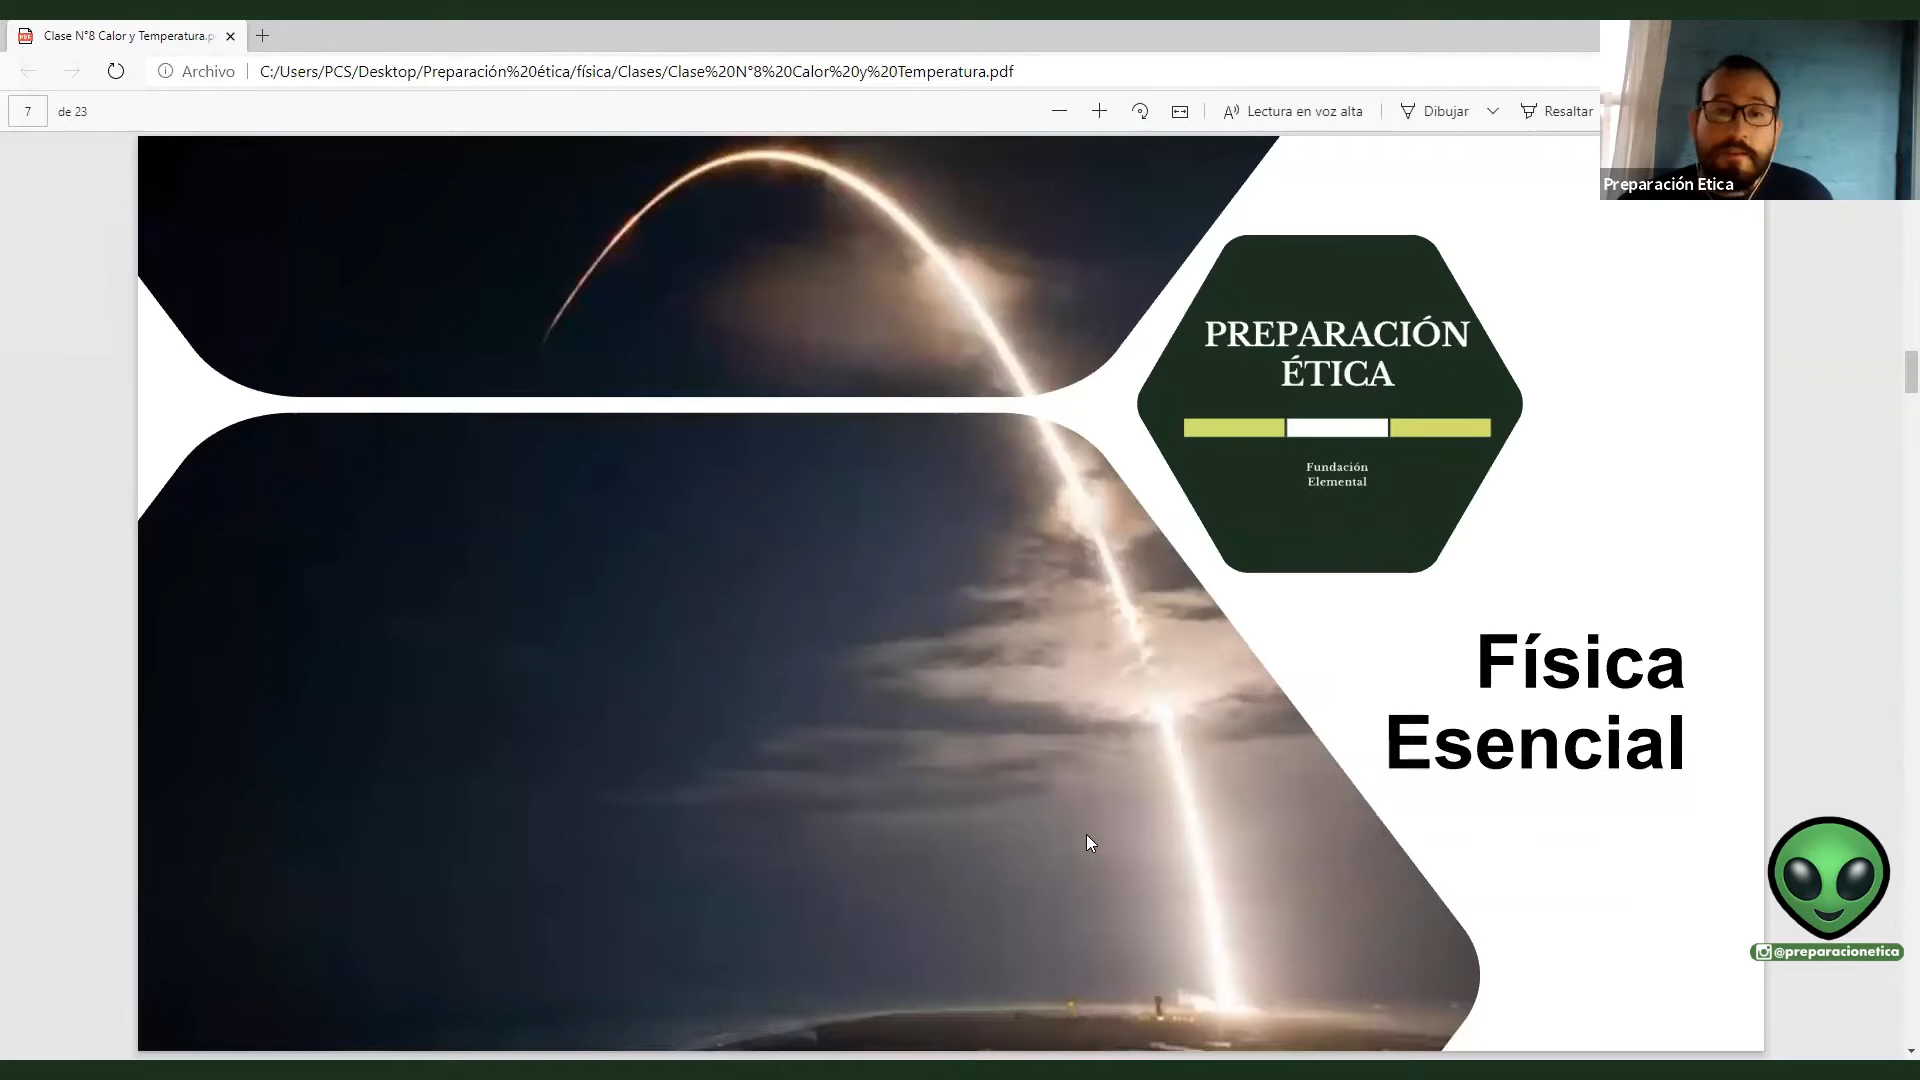 Clase N°8 Calor y Temperatura.p
Archivo
C:/Users/PCS/Desktop/Preparación%20ética/física/Clases/Clase%20N°8%20Calor%20y%20Temperatura.pdf
7 de 23
Lectura en voz alta
Dibujar
Resaltar
Preparación Etica
PREPARACIÓN
ÉTICA
Fundación
Elemental
Física
Esencial
@preparacionetica